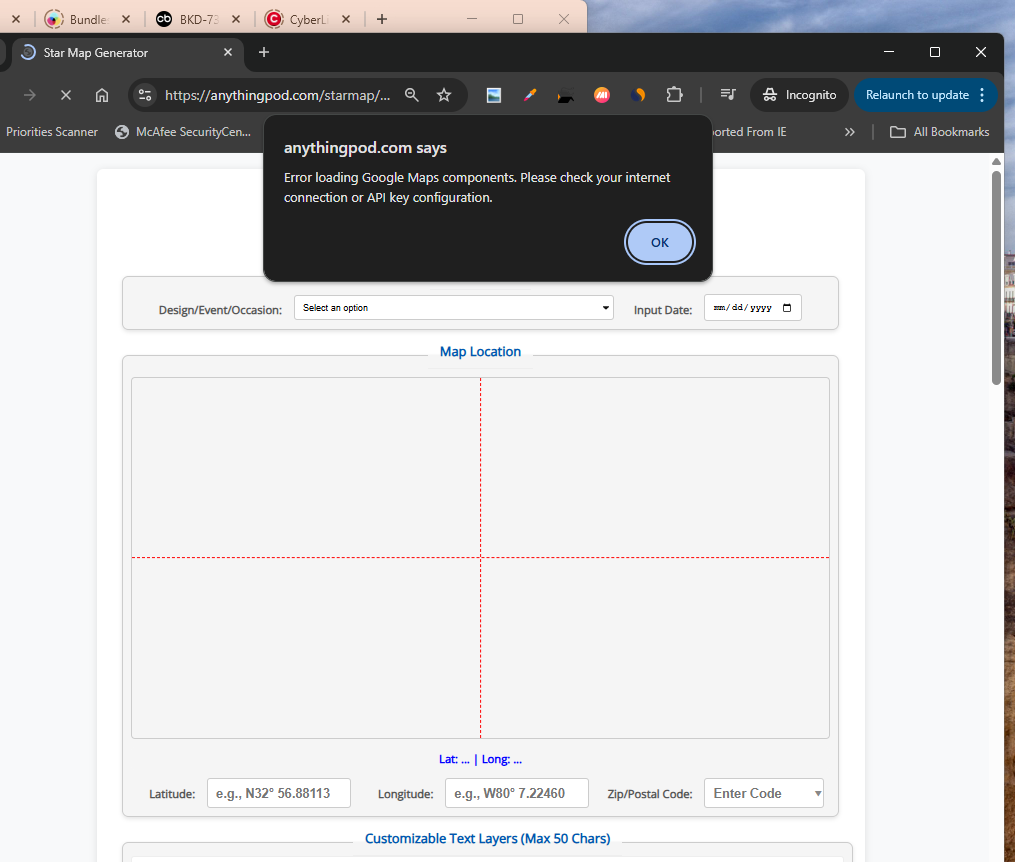 Bundle
BKD-73
CyberLi
Star Map Generator
https://anythingpod.com/starmap/...
Incognito
Relaunch to update
Priorities Scanner
McAfee SecurityCen...
ported From IE
All Bookmarks
anythingpod.com says
Error loading Google Maps components. Please check your internet
connection or API key configuration.
OK
Design/Event/Occasion:
Select an option
Input Date:
mm/dd/yyyy
Map Location
Lat: ... | Long: ...
Latitude:
e.g., N32° 56.88113
Longitude:
e.g., W80° 7.22460
Zip/Postal Code:
Enter Code
Customizable Text Layers (Max 50 Chars)